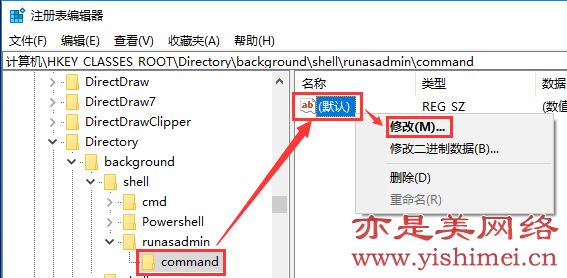 注册表编辑器
文件(F) 编辑(E) 查看(V) 收藏夹(A) 帮助(H)
计算机\HKEY_CLASSES_ROOT\Directory\background\shell\runasadmin\command
DirectDraw
DirectDraw7
DirectDrawClipper
Directory
background
shell
cmd
Powershell
runasadmin
command
名称 类型 数据
ab (默认) REG_SZ (数值
修改(M)...
修改二进制数据(B)...
删除(D)
重命名(R)
亦是美网络
www.yishimei.cn